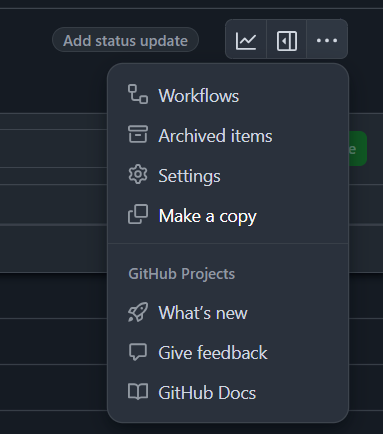 Add status update
Workflows
Archived items
Settings
Make a copy
GitHub Projects
What's new
Give feedback
GitHub Docs